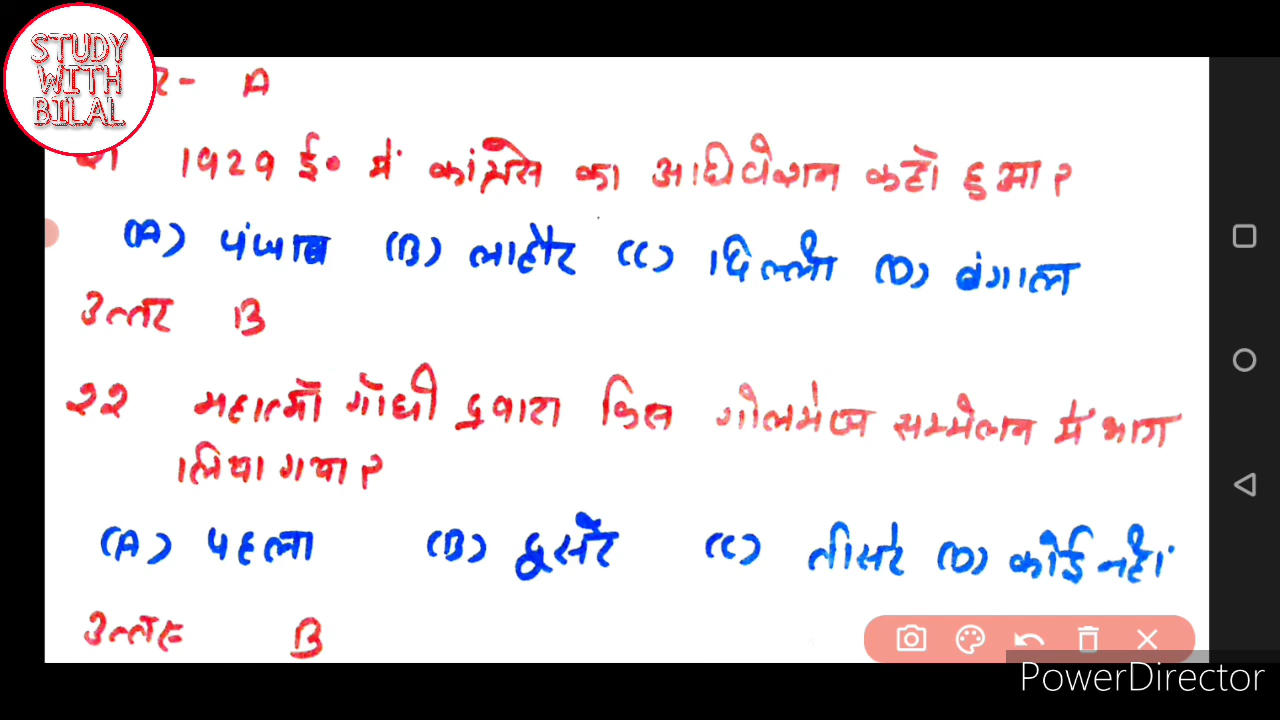 STUDY
WITH
BILAL
र- A
21 1929 ई० में कांग्रेस का अधिवेशन कहाँ हुआ?
(A) पंजाब (B) लाहौर (C) दिल्ली (D) बंगाल
उत्तर B
22 महात्माँ गाँधी द्वारा किस गोलमेज सम्मेलन में भाग
लिया गया?
(A) पहला (B) दूसरे (C) तीसरे (D) कोई नहीं
उत्तर B
PowerDirector